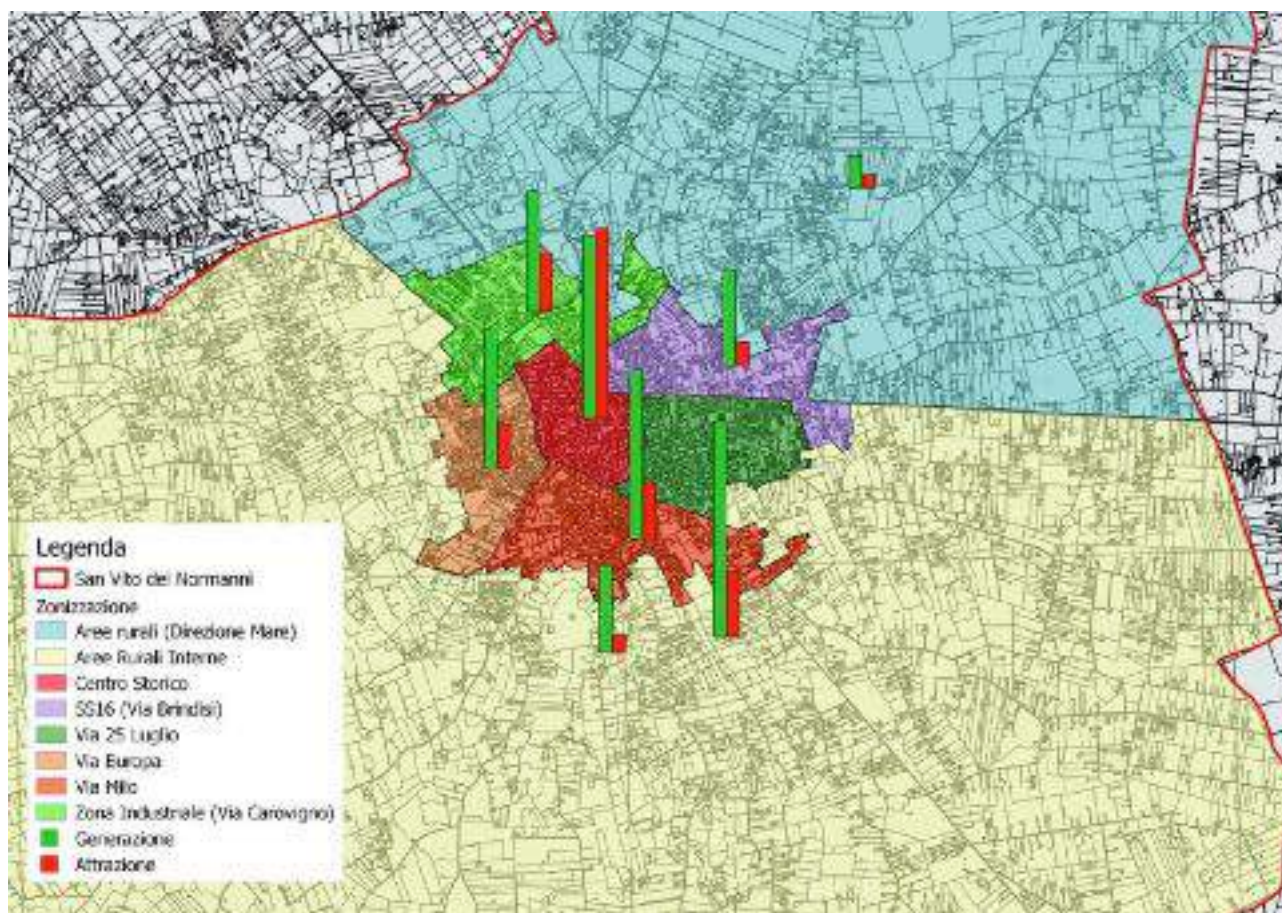 Legenda
San Vito dei Normanni
Zonizzazione
Aree rurali (Direzione Mare)
Aree Rurali Interne
Centro Storico
SS16 (Via Brindisi)
Via 25 Luglio
Via Europa
Via Milo
Zona Industriale (Via Carovigno)
Generazione
Attrazione